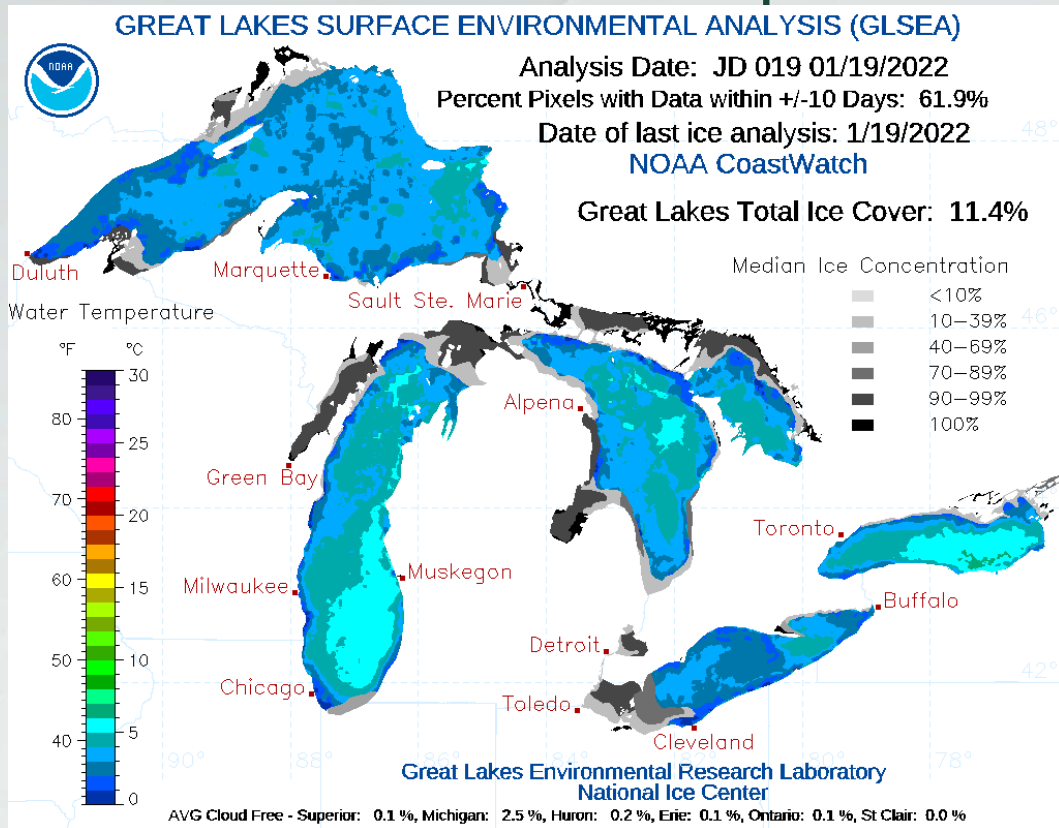 GREAT LAKES SURFACE ENVIRONMENTAL ANALYSIS (GLSEA)
NOAA
Analysis Date: JD 019 01/19/2022
Percent Pixels with Data within +/-10 Days: 61.9%
Date of last ice analysis: 1/19/2022
NOAA CoastWatch
Great Lakes Total Ice Cover: 11.4%
48°
Duluth
Marquette
Sault Ste. Marie
Median Ice Concentration
<10%
10-39%
40-69%
70-89%
90-99%
100%
46°
Water Temperature
°F
°C
30
80
25
70
20
60
15
50
10
40
5
0
Alpena
Green Bay
Toronto
Milwaukee
Muskegon
Buffalo
Detroit
Chicago
Toledo
Cleveland
42°
90°
88°
86°
84°
82°
80°
78°
Great Lakes Environmental Research Laboratory
National Ice Center
AVG Cloud Free - Superior: 0.1 %, Michigan: 2.5 %, Huron: 0.2 %, Erie: 0.1 %, Ontario: 0.1 %, St Clair: 0.0 %